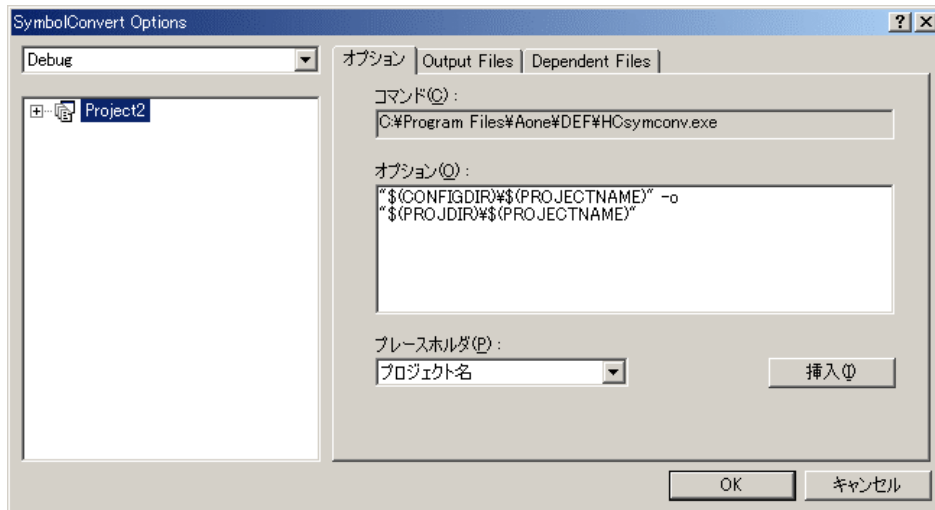 SymbolConvert Options
Debug
Project2
オプション Output Files Dependent Files
コマンド(C):
C:¥Program Files¥Aone¥DEF¥HCsymconv.exe
オプション(O):
"$(CONFIGDIR)¥$(PROJECTNAME)" -o
"$(PROJDIR)¥$(PROJECTNAME)"
プレースホルダ(P):
プロジェクト名
挿入(I)
OK キャンセル